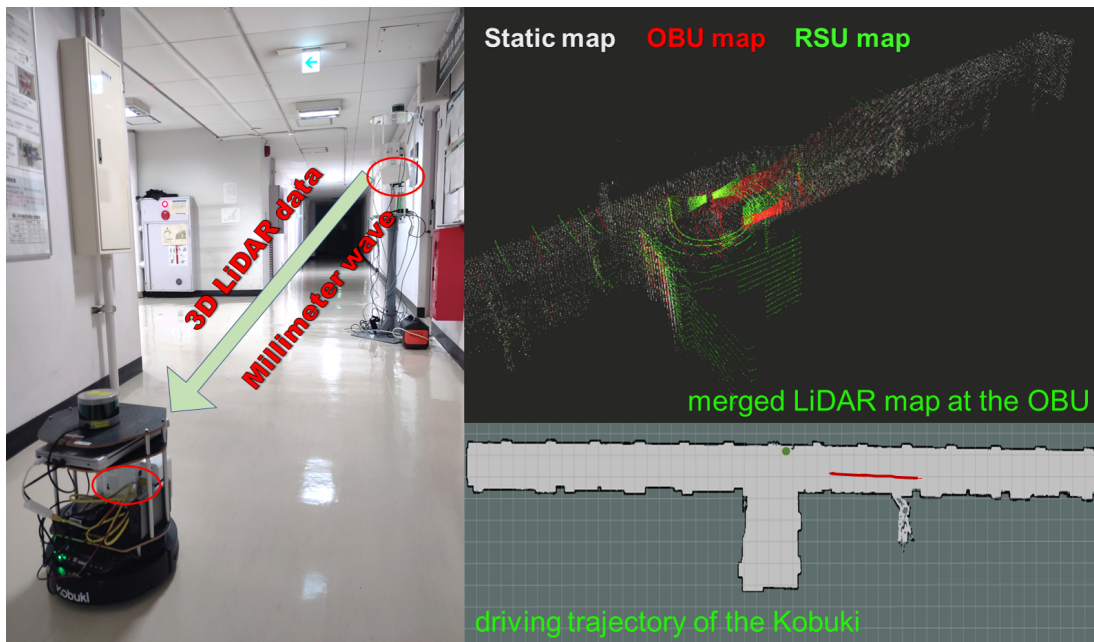 3D LiDAR data
Millimeter wave
Kobuki
Static map OBU map RSU map
merged LiDAR map at the OBU
driving trajectory of the Kobuki